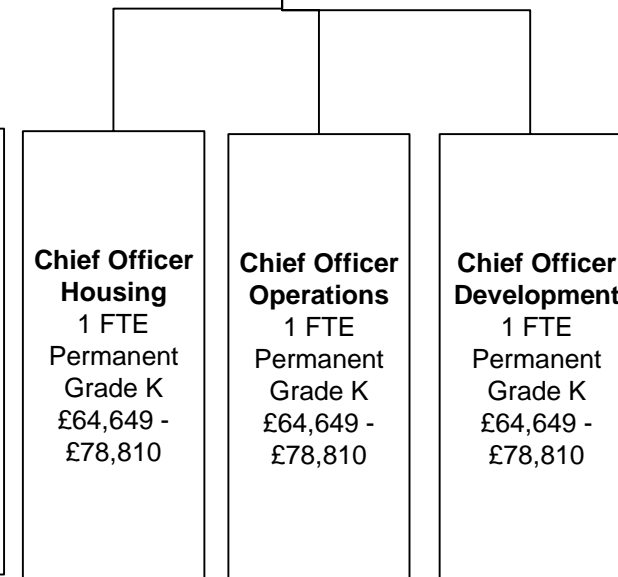 Chief Officer
Housing
1 FTE
Permanent
Grade K
£64,649 -
£78,810
Chief Officer
Operations
1 FTE
Permanent
Grade K
£64,649 -
£78,810
Chief Officer
Development
1 FTE
Permanent
Grade K
£64,649 -
£78,810